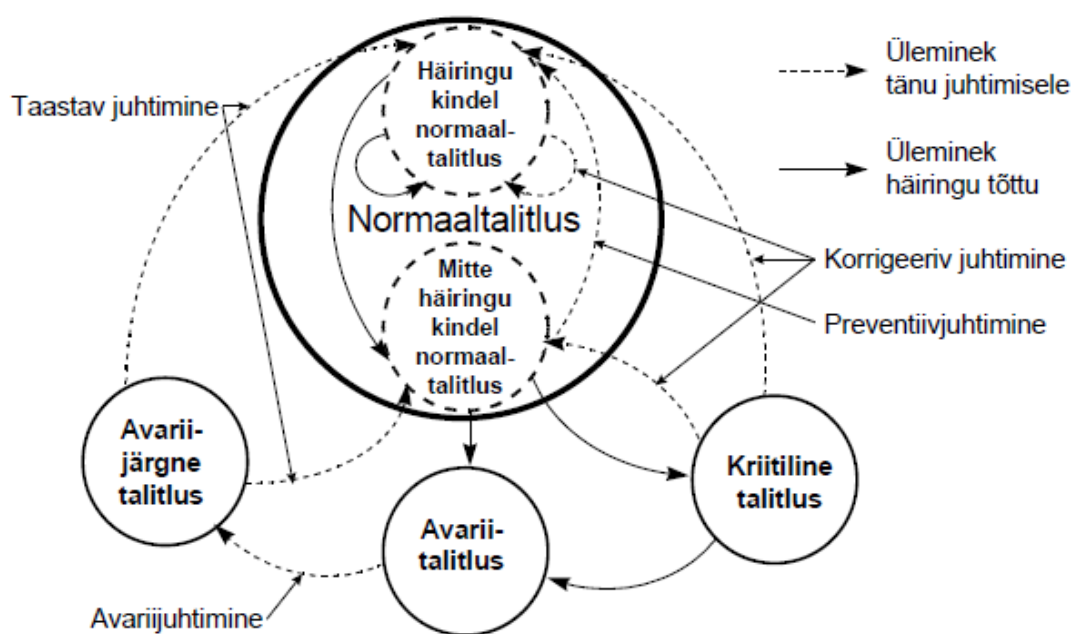 Häiringu
kindel
normaal-
talitlus
Normaaltalitlus
Mitte
häiringu
kindel
normaal-
talitlus
Üleminek
tänu juhtimisele
Üleminek
häiringu tõttu
Taastav juhtimine
Korrigeeriv juhtimine
Preventiivjuhtimine
Avarii-
järgne
talitlus
Avarii-
talitlus
Kriitiline
talitlus
Avariijuhtimine